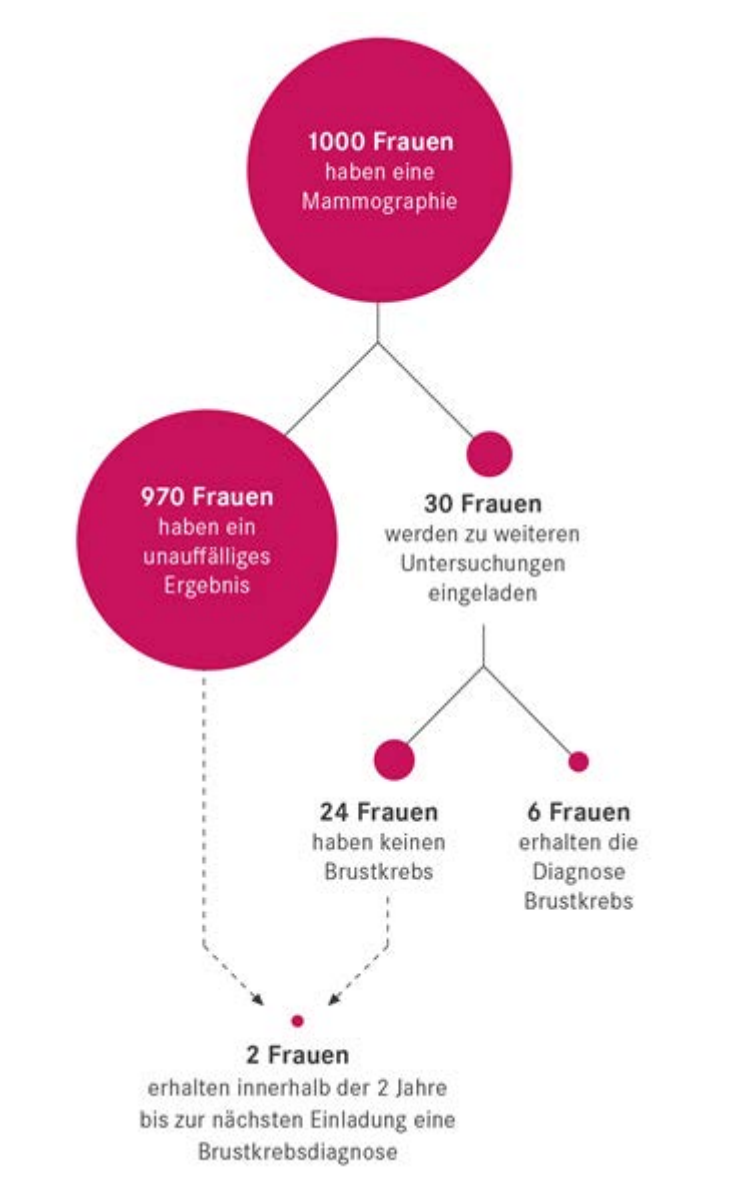 1000 Frauen
haben eine
Mammographie
970 Frauen
haben ein
unauffälliges
Ergebnis
30 Frauen
werden zu weiteren
Untersuchungen
eingeladen
24 Frauen
haben keinen
Brustkrebs
6 Frauen
erhalten die
Diagnose
Brustkrebs
2 Frauen
erhalten innerhalb der 2 Jahre
bis zur nächsten Einladung eine
Brustkrebsdiagnose